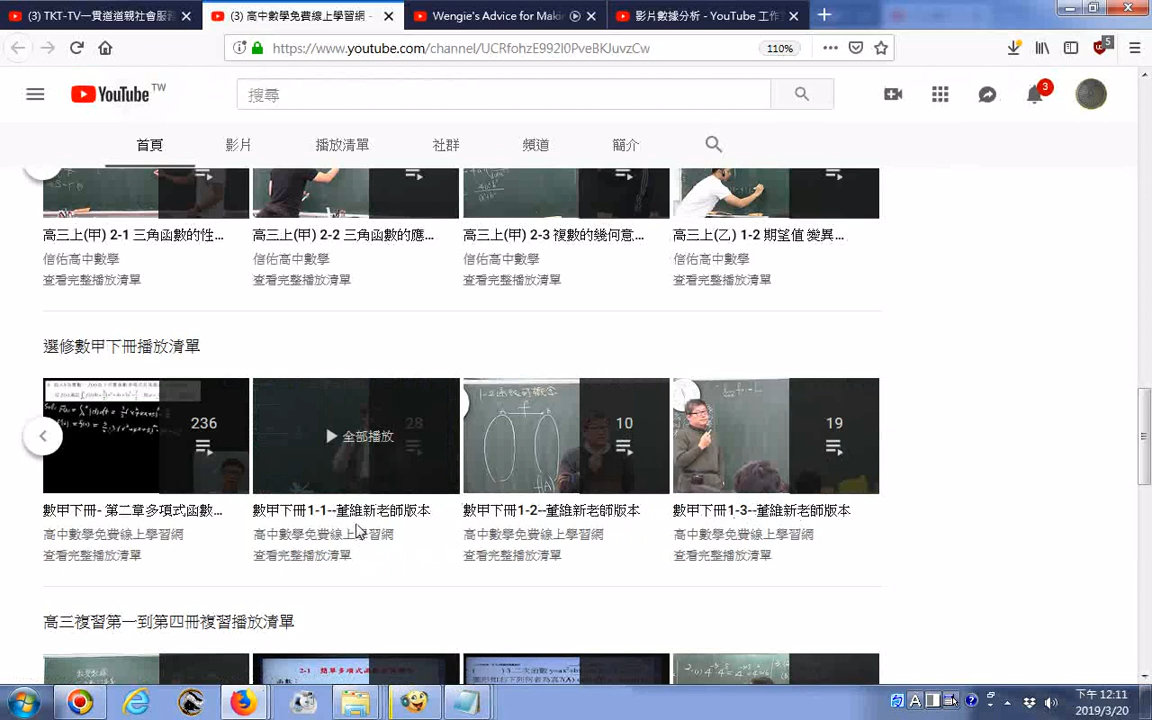 (3) TKT-TV一貫道道親社會服務
(3) 高中數學免費線上學習網 -
Wengie's Advice for Makin
影片數據分析 - YouTube 工作
https://www.youtube.com/channel/UCRfohzE992I0PveBKJuvzCw
110%
5
YouTube TW
搜尋
3
首頁
影片
播放清單
社群
頻道
簡介
高三上(甲) 2-1 三角函數的性...
高三上(甲) 2-2 三角函數的應...
高三上(甲) 2-3 複數的幾何意...
高三上(乙) 1-2 期望值 變異...
信佑高中數學
信佑高中數學
信佑高中數學
信佑高中數學
查看完整播放清單
查看完整播放清單
查看完整播放清單
查看完整播放清單
選修數甲下冊播放清單
236
全部播放
28
10
19
數甲下冊- 第二章多項式函數...
數甲下冊1-1--董維新老師版本
數甲下冊1-2--董維新老師版本
數甲下冊1-3--董維新老師版本
高中數學免費線上學習網
高中數學免費線上學習網
高中數學免費線上學習網
高中數學免費線上學習網
查看完整播放清單
查看完整播放清單
查看完整播放清單
查看完整播放清單
高三複習第一到第四冊複習播放清單
下午 12:11
2019/3/20